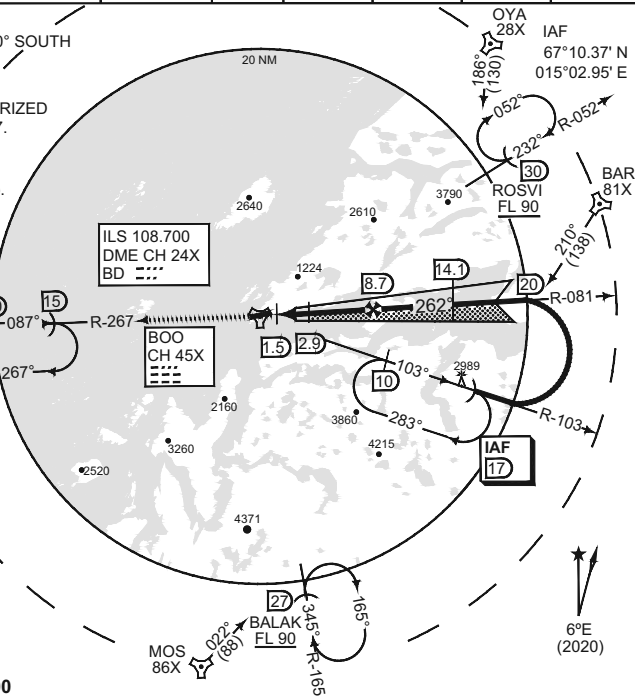 0° SOUTH
OYA
28X
IAF
67°10.37' N
015°02.95' E
20 NM
186°
(130)
052°
R-052
232°
RIZED
30
ROSVI
FL 90
BAR
81X
3790
2640
2610
210°
(138)
ILS 108.700
DME CH 24X
BD
1224
8.7
14.1
20
15
087°
R-267
262°
R-081
267°
BOO
CH 45X
1.5
2.9
10
103°
2989
283°
R-103
2160
3860
3260
4215
2520
IAF
17
4371
27
BALAK
FL 90
345°
165°
R-165
MOS
86X
022°
(88)
6°E
(2020)